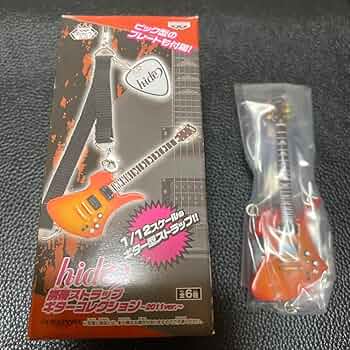 ピック型の
プレートも付属!
BANPRESTO
hide
1/12スケールの
ギター型ストラップ!!
hide
携帯ストラップ
ギターコレクション~2011ver.~
全6種